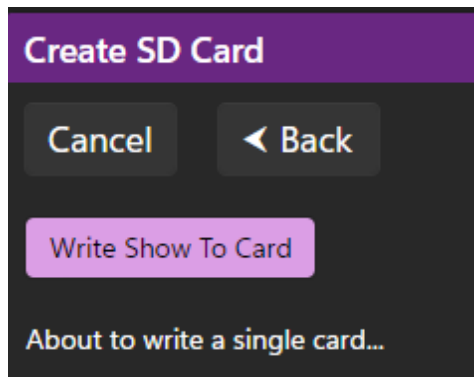 Create SD Card
Cancel ⮜ Back
Write Show To Card
About to write a single card...